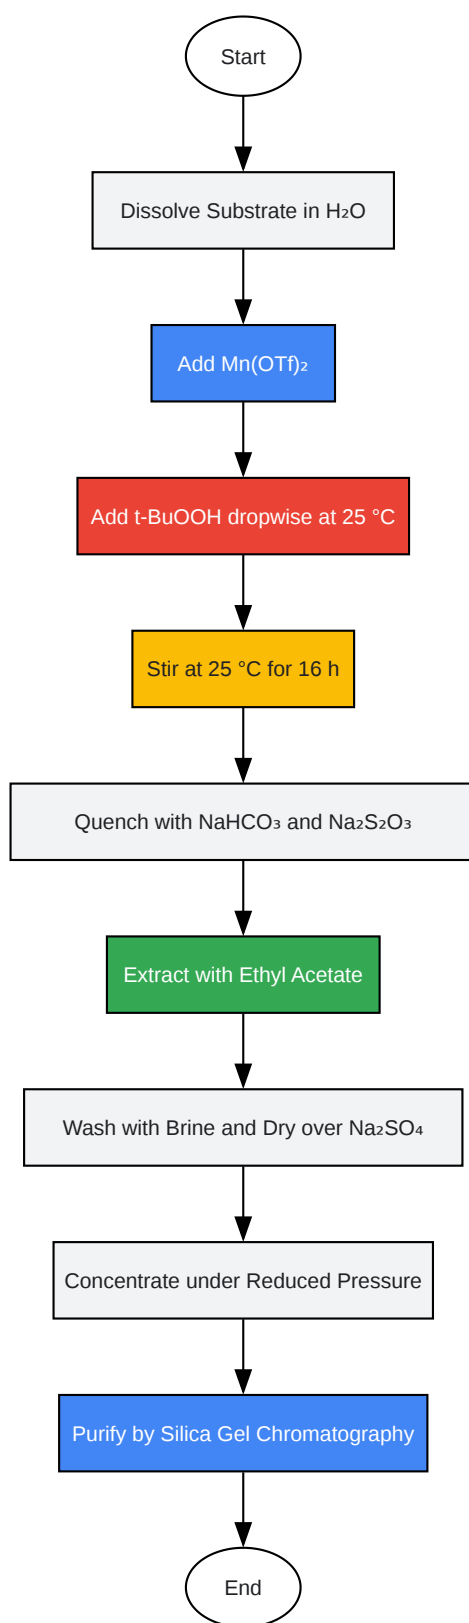 Start
Dissolve Substrate in H₂O
Add Mn(OTf)₂
Add t-BuOOH dropwise at 25 °C
Stir at 25 °C for 16 h
Quench with NaHCO₃ and Na₂S₂O₃
Extract with Ethyl Acetate
Wash with Brine and Dry over Na₂SO₄
Concentrate under Reduced Pressure
Purify by Silica Gel Chromatography
End